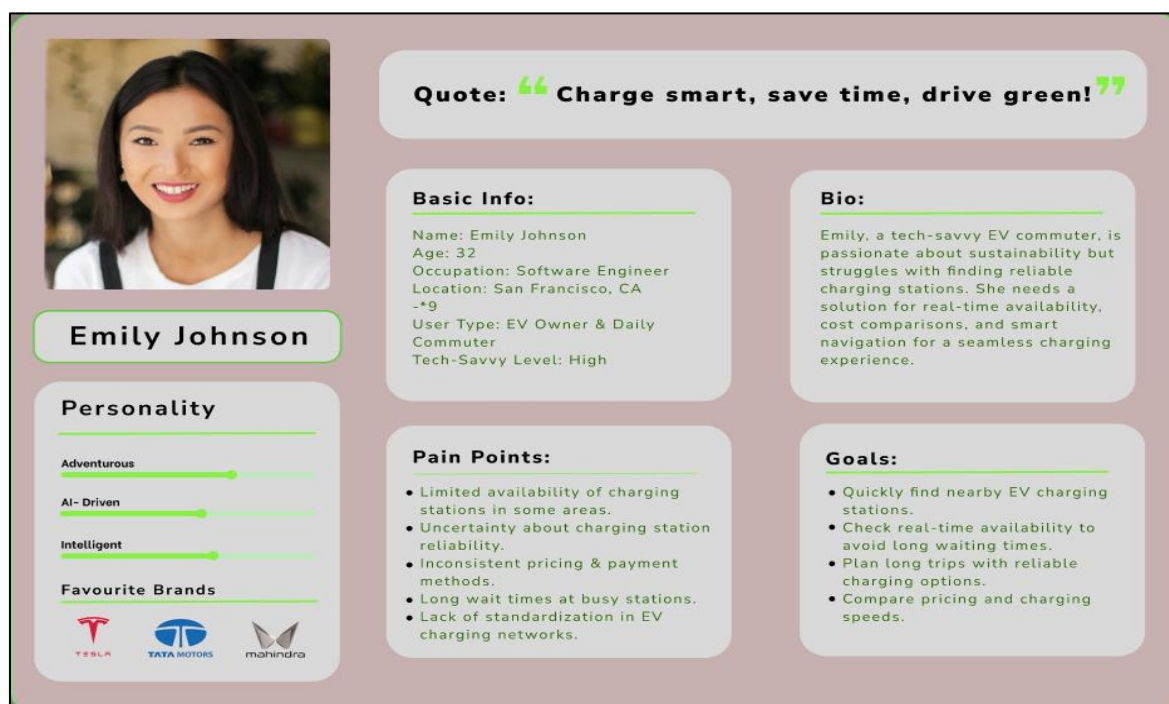 Quote: “ Charge smart, save time, drive green! ”
Emily Johnson
Personality
Adventurous
AI- Driven
Intelligent
Favourite Brands
TESLA
TATA MOTORS
mahindra
Basic Info:
Name: Emily Johnson
Age: 32
Occupation: Software Engineer
Location: San Francisco, CA
-*9
User Type: EV Owner & Daily
Commuter
Tech-Savvy Level: High
Bio:
Emily, a tech-savvy EV commuter, is
passionate about sustainability but
struggles with finding reliable
charging stations. She needs a
solution for real-time availability,
cost comparisons, and smart
navigation for a seamless charging
experience.
Pain Points:
• Limited availability of charging
stations in some areas.
• Uncertainty about charging station
reliability.
• Inconsistent pricing & payment
methods.
• Long wait times at busy stations.
• Lack of standardization in EV
charging networks.
Goals:
• Quickly find nearby EV charging
stations.
• Check real-time availability to
avoid long waiting times.
• Plan long trips with reliable
charging options.
• Compare pricing and charging
speeds.